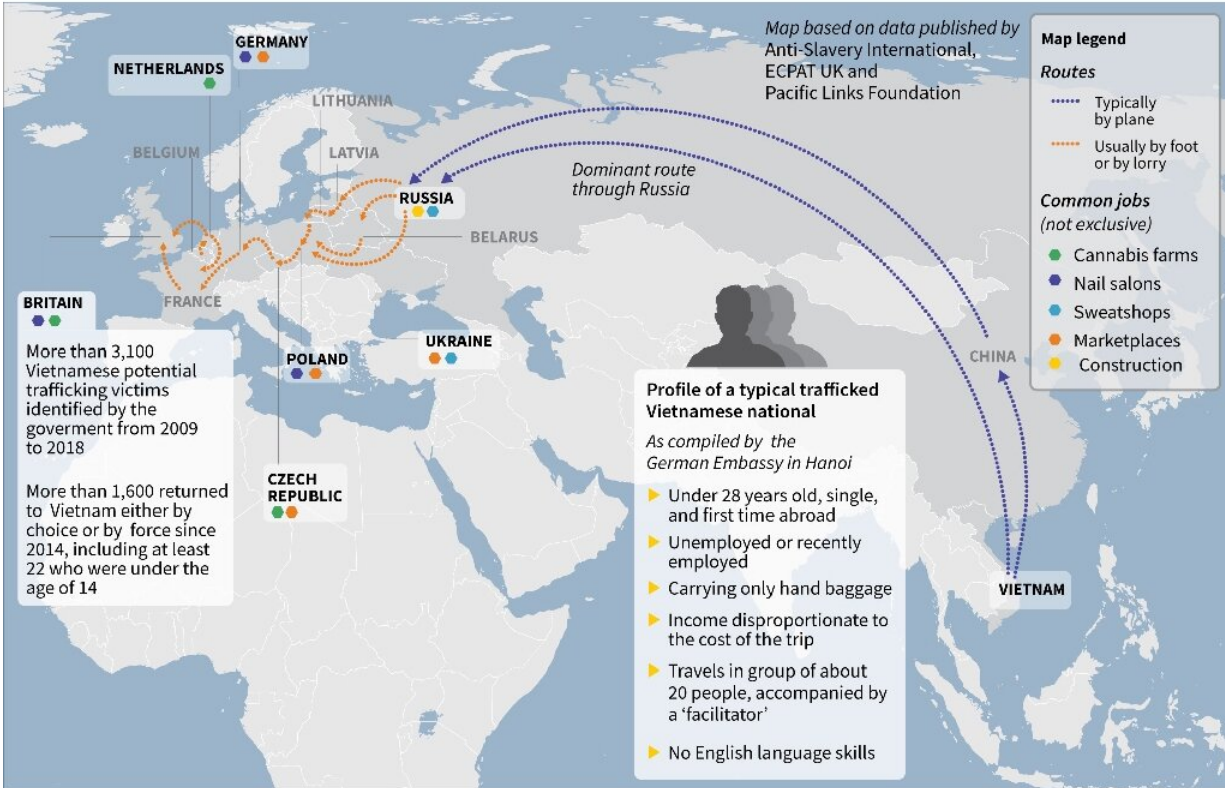 GERMANY
NETHERLANDS
LITHUANIA
BELGIUM
LATVIA
RUSSIA
BELARUS
FRANCE
BRITAIN
More than 3,100
Vietnamese potential
trafficking victims
identified by the
goverment from 2009
to 2018
More than 1,600 returned
to Vietnam either by
choice or by force since
2014, including at least
22 who were under the
age of 14
POLAND
UKRAINE
CZECH
REPUBLIC
Dominant route
through Russia
Map based on data published by
Anti-Slavery International,
ECPAT UK and
Pacific Links Foundation
Map legend
Routes
Typically
by plane
Usually by foot
or by lorry
Common jobs
(not exclusive)
Cannabis farms
Nail salons
Sweatshops
Marketplaces
Construction
CHINA
VIETNAM
Profile of a typical trafficked
Vietnamese national
As compiled by the
German Embassy in Hanoi
Under 28 years old, single,
and first time abroad
Unemployed or recently
employed
Carrying only hand baggage
Income disproportionate to
the cost of the trip
Travels in group of about
20 people, accompanied by
a ‘facilitator’
No English language skills